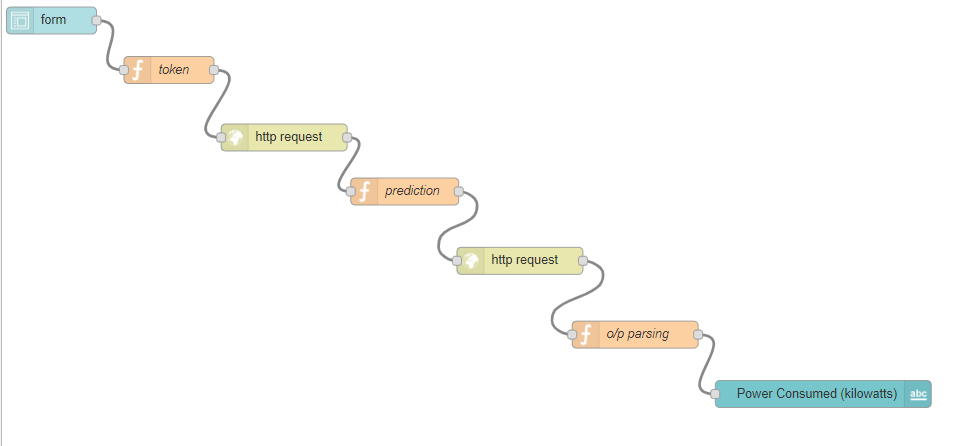 form
token
http request
prediction
http request
o/p parsing
Power Consumed (kilowatts) abc